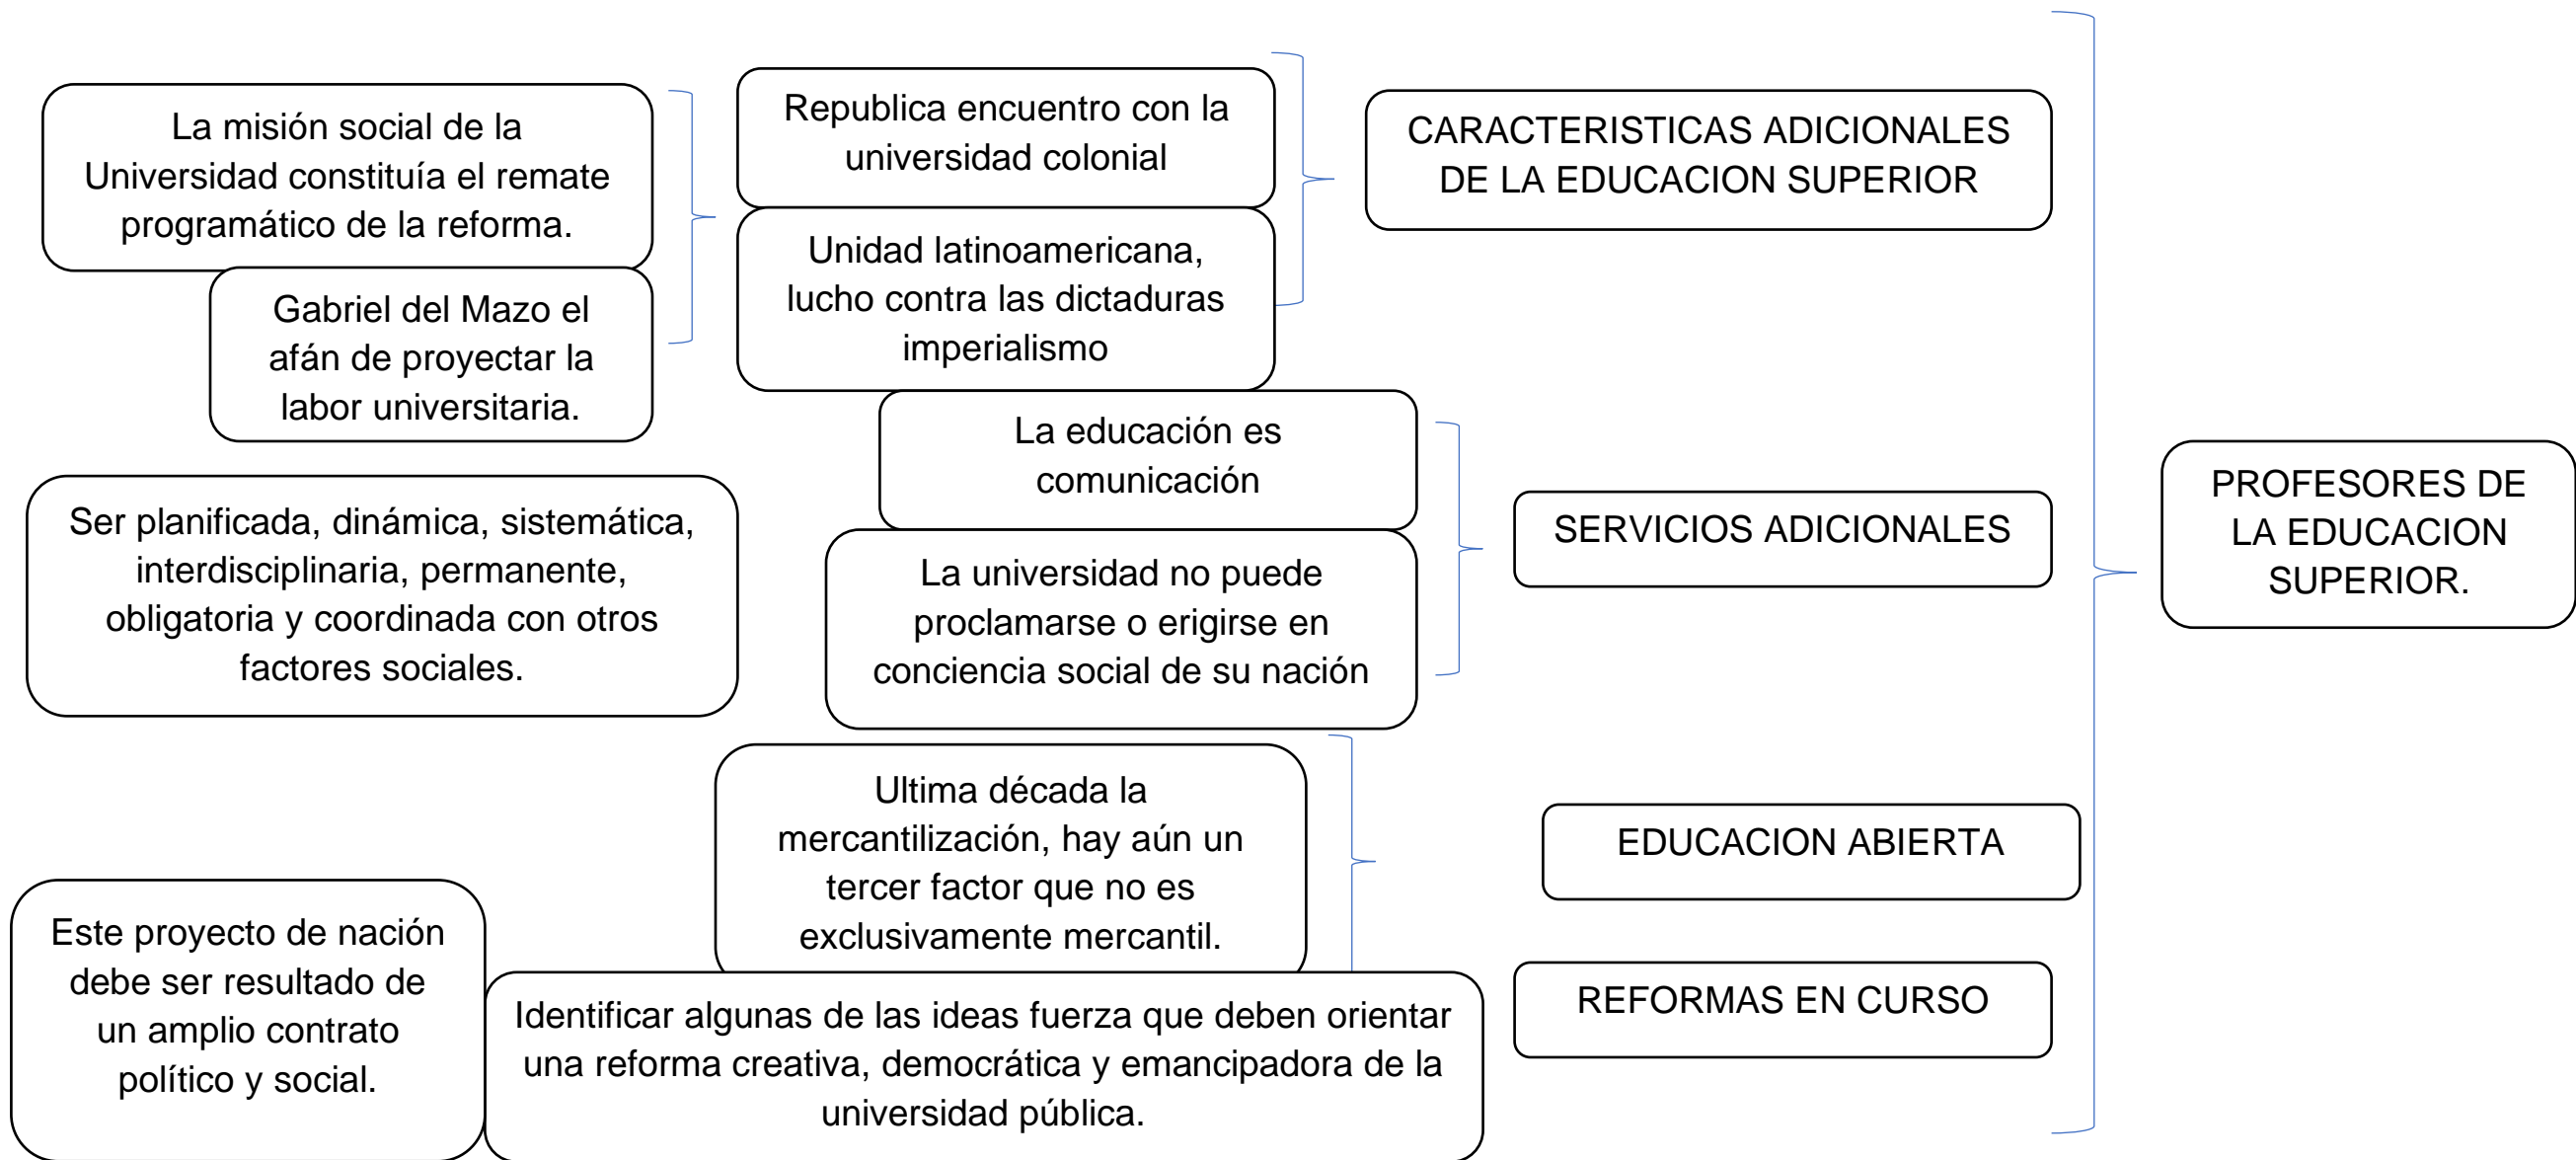 La misión social de la
Universidad constituía el remate
programático de la reforma.
Gabriel del Mazo el
afán de proyectar la
labor universitaria.
Republica encuentro con la
universidad colonial
Unidad latinoamericana,
lucho contra las dictaduras
imperialismo
CARACTERISTICAS ADICIONALES
DE LA EDUCACION SUPERIOR
Ser planificada, dinámica, sistemática,
interdisciplinaria, permanente,
obligatoria y coordinada con otros
factores sociales.
La educación es
comunicación
La universidad no puede
proclamarse o erigirse en
conciencia social de su nación
SERVICIOS ADICIONALES
PROFESORES DE
LA EDUCACION
SUPERIOR.
Ultima década la
mercantilización, hay aún un
tercer factor que no es
exclusivamente mercantil.
EDUCACION ABIERTA
Este proyecto de nación
debe ser resultado de
un amplio contrato
político y social.
Identificar algunas de las ideas fuerza que deben orientar
una reforma creativa, democrática y emancipadora de la
universidad pública.
REFORMAS EN CURSO